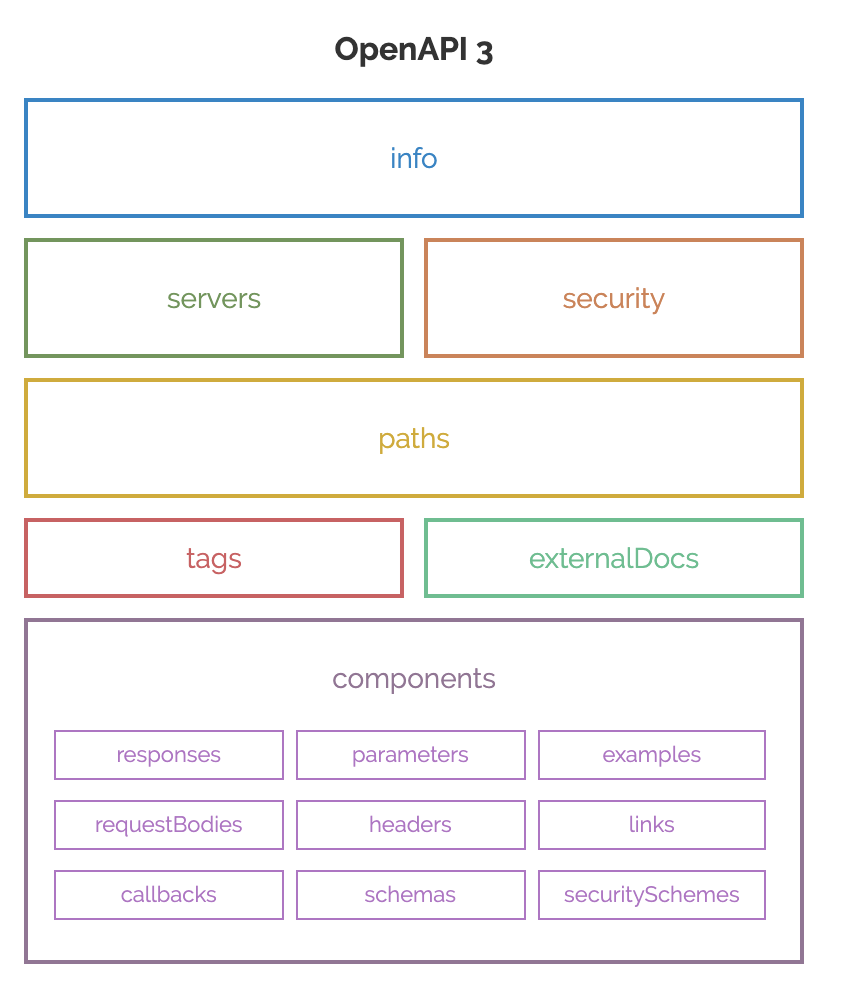 OpenAPI 3
info
servers
security
paths
tags
externalDocs
components
responses
parameters
examples
requestBodies
headers
links
callbacks
schemas
securitySchemes